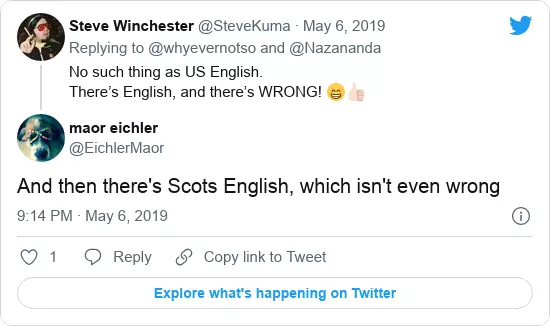 Steve Winchester @SteveKuma · May 6, 2019
Replying to @whyevernotso and @Nazananda
No such thing as US English.
There’s English, and there’s WRONG! 😁👍🏻
maor eichler
@EichlerMaor
And then there's Scots English, which isn't even wrong
9:14 PM · May 6, 2019
1 Reply Copy link to Tweet
Explore what's happening on Twitter